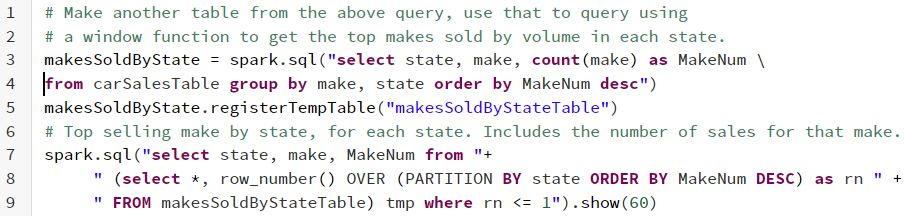 1 # Make another table from the above query, use that to query using
2 # a window function to get the top makes sold by volume in each state.
3 makesSoldByState = spark.sql("select state, make, count(make) as MakeNum \
4 from carSalesTable group by make, state order by MakeNum desc")
5 makesSoldByState.registerTempTable("makesSoldByStateTable")
6 # Top selling make by state, for each state. Includes the number of sales for that make.
7 spark.sql("select state, make, MakeNum from "+
8      " (select *, row_number() OVER (PARTITION BY state ORDER BY MakeNum DESC) as rn " +
9      " FROM makesSoldByStateTable) tmp where rn <= 1").show(60)